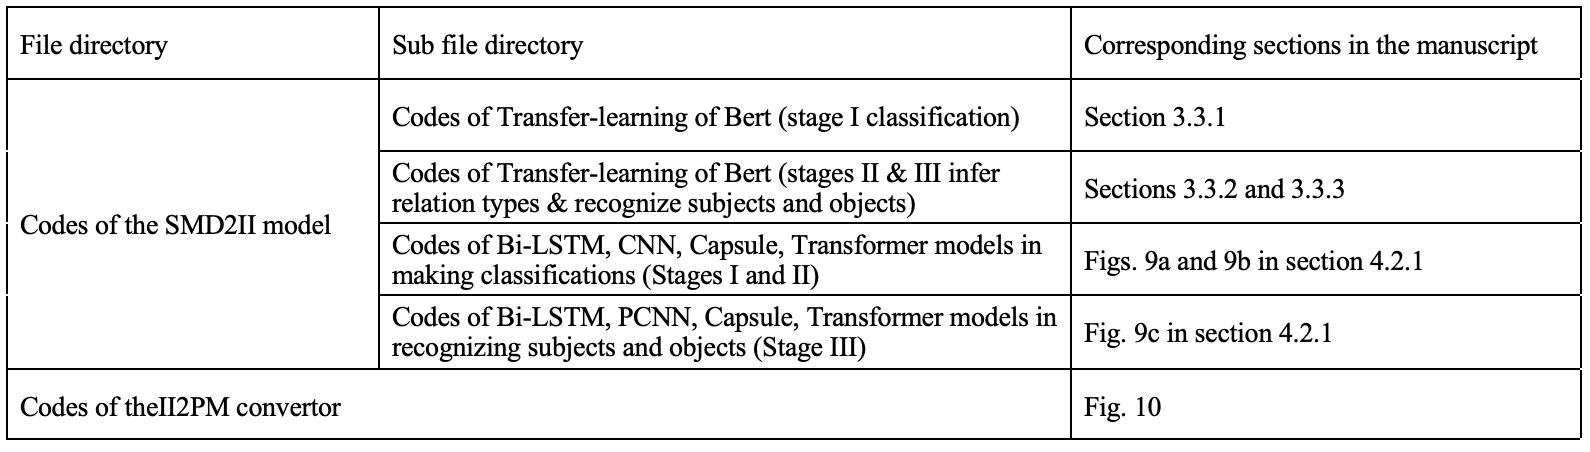 File directory
Sub file directory
Corresponding sections in the manuscript
Codes of the SMD2II model
Codes of Transfer-learning of Bert (stage I classification)
Section 3.3.1
Codes of Transfer-learning of Bert (stages II & III infer
relation types & recognize subjects and objects)
Sections 3.3.2 and 3.3.3
Codes of Bi-LSTM, CNN, Capsule, Transformer models in
making classifications (Stages I and II)
Figs. 9a and 9b in section 4.2.1
Codes of Bi-LSTM, PCNN, Capsule, Transformer models in
recognizing subjects and objects (Stage III)
Fig. 9c in section 4.2.1
Codes of theII2PM convertor
Fig. 10